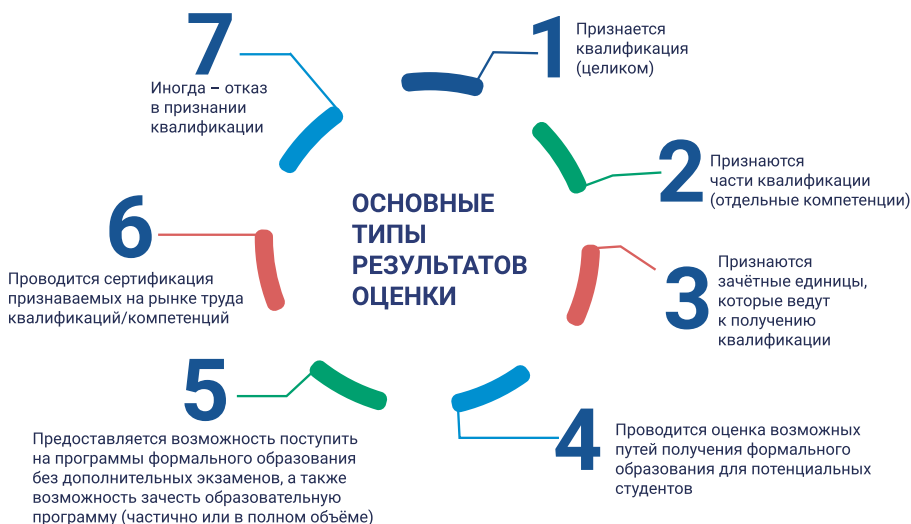 ОСНОВНЫЕ
ТИПЫ
РЕЗУЛЬТАТОВ
ОЦЕНКИ
1
Признается
квалификация
(целиком)
2
Признаются
части квалификации
(отдельные компетенции)
3
Признаются
зачётные единицы,
которые ведут
к получению
квалификации
4
Проводится оценка возможных
путей получения формального
образования для потенциальных
студентов
5
Предоставляется возможность поступить
на программы формального образования
без дополнительных экзаменов, а также
возможность зачесть образовательную
программу (частично или в полном объёме)
6
Проводится сертификация
признаваемых на рынке труда
квалификаций/компетенций
7
Иногда – отказ
в признании
квалификации